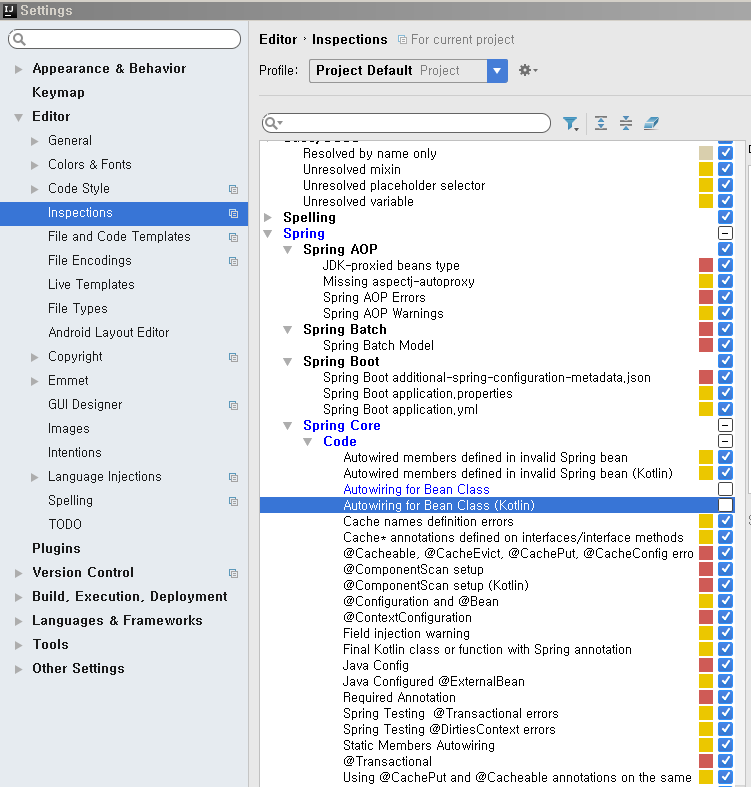 Settings
Editor › Inspections For current project
Profile: Project Default Project
Appearance & Behavior
Keymap
Editor
General
Colors & Fonts
Code Style
Inspections
File and Code Templates
File Encodings
Live Templates
File Types
Android Layout Editor
Copyright
Emmet
GUI Designer
Images
Intentions
Language Injections
Spelling
TODO
Plugins
Version Control
Build, Execution, Deployment
Languages & Frameworks
Tools
Other Settings
Resolved by name only
Unresolved mixin
Unresolved placeholder selector
Unresolved variable
Spelling
Spring
Spring AOP
JDK-proxied beans type
Missing aspectj-autoproxy
Spring AOP Errors
Spring AOP Warnings
Spring Batch
Spring Batch Model
Spring Boot
Spring Boot additional-spring-configuration-metadata.json
Spring Boot application.properties
Spring Boot application.yml
Spring Core
Code
Autowired members defined in invalid Spring bean
Autowired members defined in invalid Spring bean (Kotlin)
Autowiring for Bean Class
Autowiring for Bean Class (Kotlin)
Cache names definition errors
Cache* annotations defined on interfaces/interface methods
@Cacheable, @CacheEvict, @CachePut, @CacheConfig erro
@ComponentScan setup
@ComponentScan setup (Kotlin)
@Configuration and @Bean
@ContextConfiguration
Field injection warning
Final Kotlin class or function with Spring annotation
Java Config
Java Configured @ExternalBean
Required Annotation
Spring Testing @Transactional errors
Spring Testing @DirtiesContext errors
Static Members Autowiring
@Transactional
Using @CachePut and @Cacheable annotations on the same